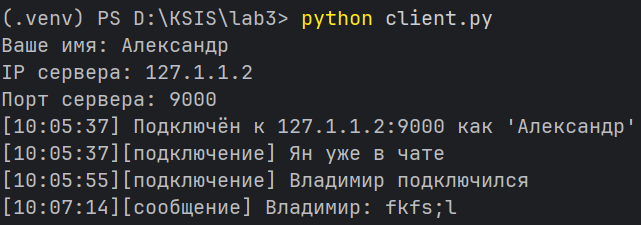 (.venv) PS D:\KSIS\lab3> python client.py
Ваше имя: Александр
IP сервера: 127.1.1.2
Порт сервера: 9000
[10:05:37] Подключён к 127.1.1.2:9000 как 'Александр'
[10:05:37][подключение] Ян уже в чате
[10:05:55][подключение] Владимир подключился
[10:07:14][сообщение] Владимир: fkfs;l